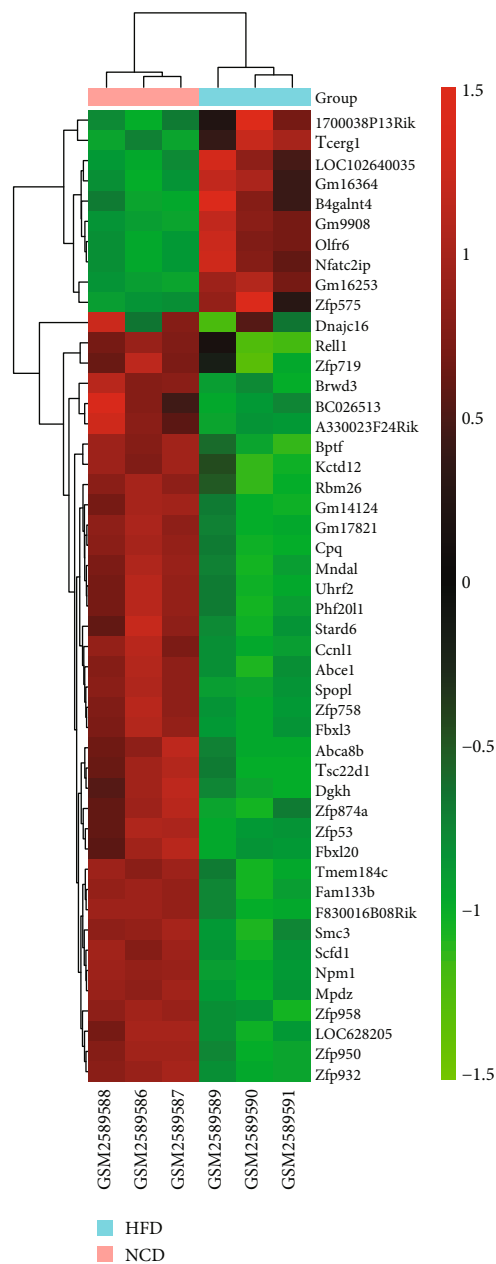 Group
1700038P13Rik
Tcerg1
LOC102640035
Gm16364
B4galnt4
Gm9908
Olfr6
Nfatc2ip
Gm16253
Zfp575
Dnajc16
Rell1
Zfp719
Brwd3
BC026513
A330023F24Rik
Bptf
Kctd12
Rbm26
Gm14124
Gm17821
Cpq
Mndal
Uhrf2
Phf20l1
Stard6
Ccnl1
Abce1
Spopl
Zfp758
Fbxl3
Abca8b
Tsc22d1
Dgkh
Zfp874a
Zfp53
Fbxl20
Tmem184c
Fam133b
F830016B08Rik
Smc3
Scfd1
Npm1
Mpdz
Zfp958
LOC628205
Zfp950
Zfp932
1.5
1
0.5
0
−0.5
−1
−1.5
GSM2589588
GSM2589586
GSM2589587
GSM2589589
GSM2589590
GSM2589591
HFD
NCD